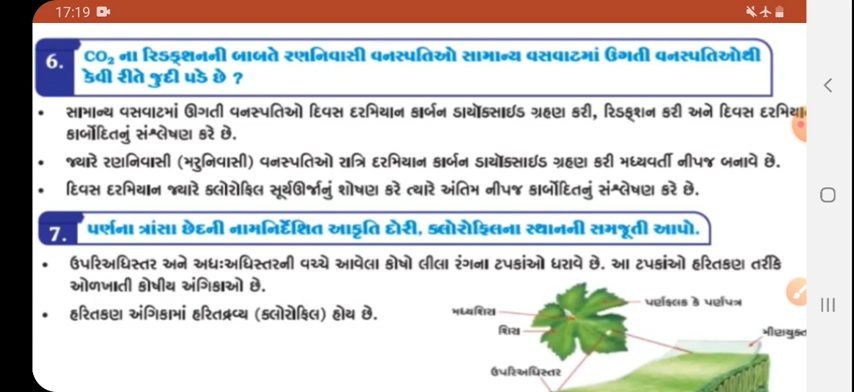 17:19
6. CO₂ ના રિડક્શનની બાબતે રણનિવાસી વનસ્પતિઓ સામાન્ય વસવાટમાં ઉગતી વનસ્પતિઓથી
કેવી રીતે જુદી પડે છે ?
• સામાન્ય વસવાટમાં ઊગતી વનસ્પતિઓ દિવસ દરમિયાન કાર્બન ડાયૉક્સાઈડ ગ્રહણ કરી, રિડક્શન કરી અને દિવસ
કાર્બોદિતનું સંશ્લેષણ કરે છે.
• જ્યારે રણનિવાસી (મરુનિવાસી) વનસ્પતિઓ રાત્રિ દરમિયાન કાર્બન ડાયૉક્સાઈડ ગ્રહણ કરી મધ્યવર્તી નીપજ બનાવે છે.
• દિવસ દરમિયાન જ્યારે ક્લોરોફિલ સૂર્યઊર્જાનું શોષણ કરે ત્યારે અંતિમ નીપજ કાર્બોદિતનું સંશ્લેષણ કરે છે.
7. પર્ણના ત્રાંસા છેદની નામનિર્દેશિત આકૃતિ દોરી, ક્લોરોફિલના સ્થાનની સમજૂતી આપો.
• ઉપરિઅધિસ્તર અને અધઃઅધિસ્તરની વચ્ચે આવેલા કોષો લીલા રંગના ટપકાંઓ ધરાવે છે. આ ટપકાંઓ હરિતકણ તરીકે
ઓળખાતી કોષીય અંગિકાઓ છે.
• હરિતકણ અંગિકામાં હરિતદ્રવ્ય (ક્લોરોફિલ) હોય છે.
પર્ણફલક કે પર્ણપત્ર
મધ્યશિરા
શિરા
ઉપરિઅધિસ્તર